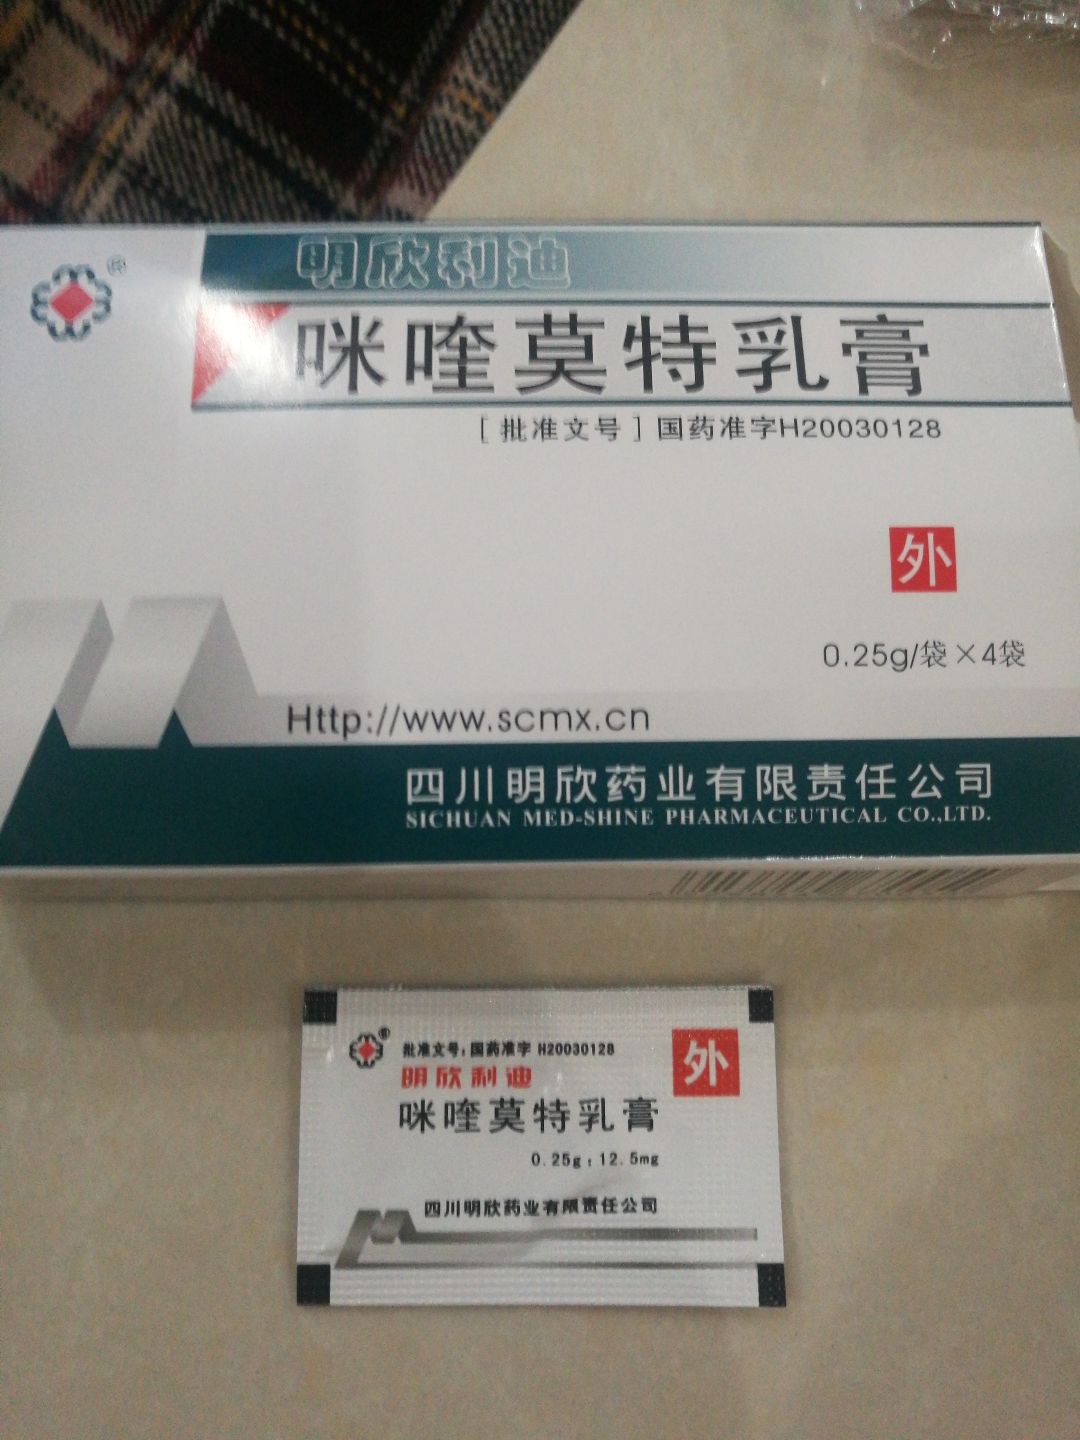 ®
明欣利迪
咪喹莫特乳膏
[批准文号]国药准字H20030128
外
0.25g/袋×4袋
Http://www.scmx.cn
四川明欣药业有限责任公司
SICHUAN MED-SHINE PHARMACEUTICAL CO.,LTD.
®
批准文号:国药准字 H20030128
外
明欣利迪
咪喹莫特乳膏
0.25g:12.5mg
四川明欣药业有限责任公司